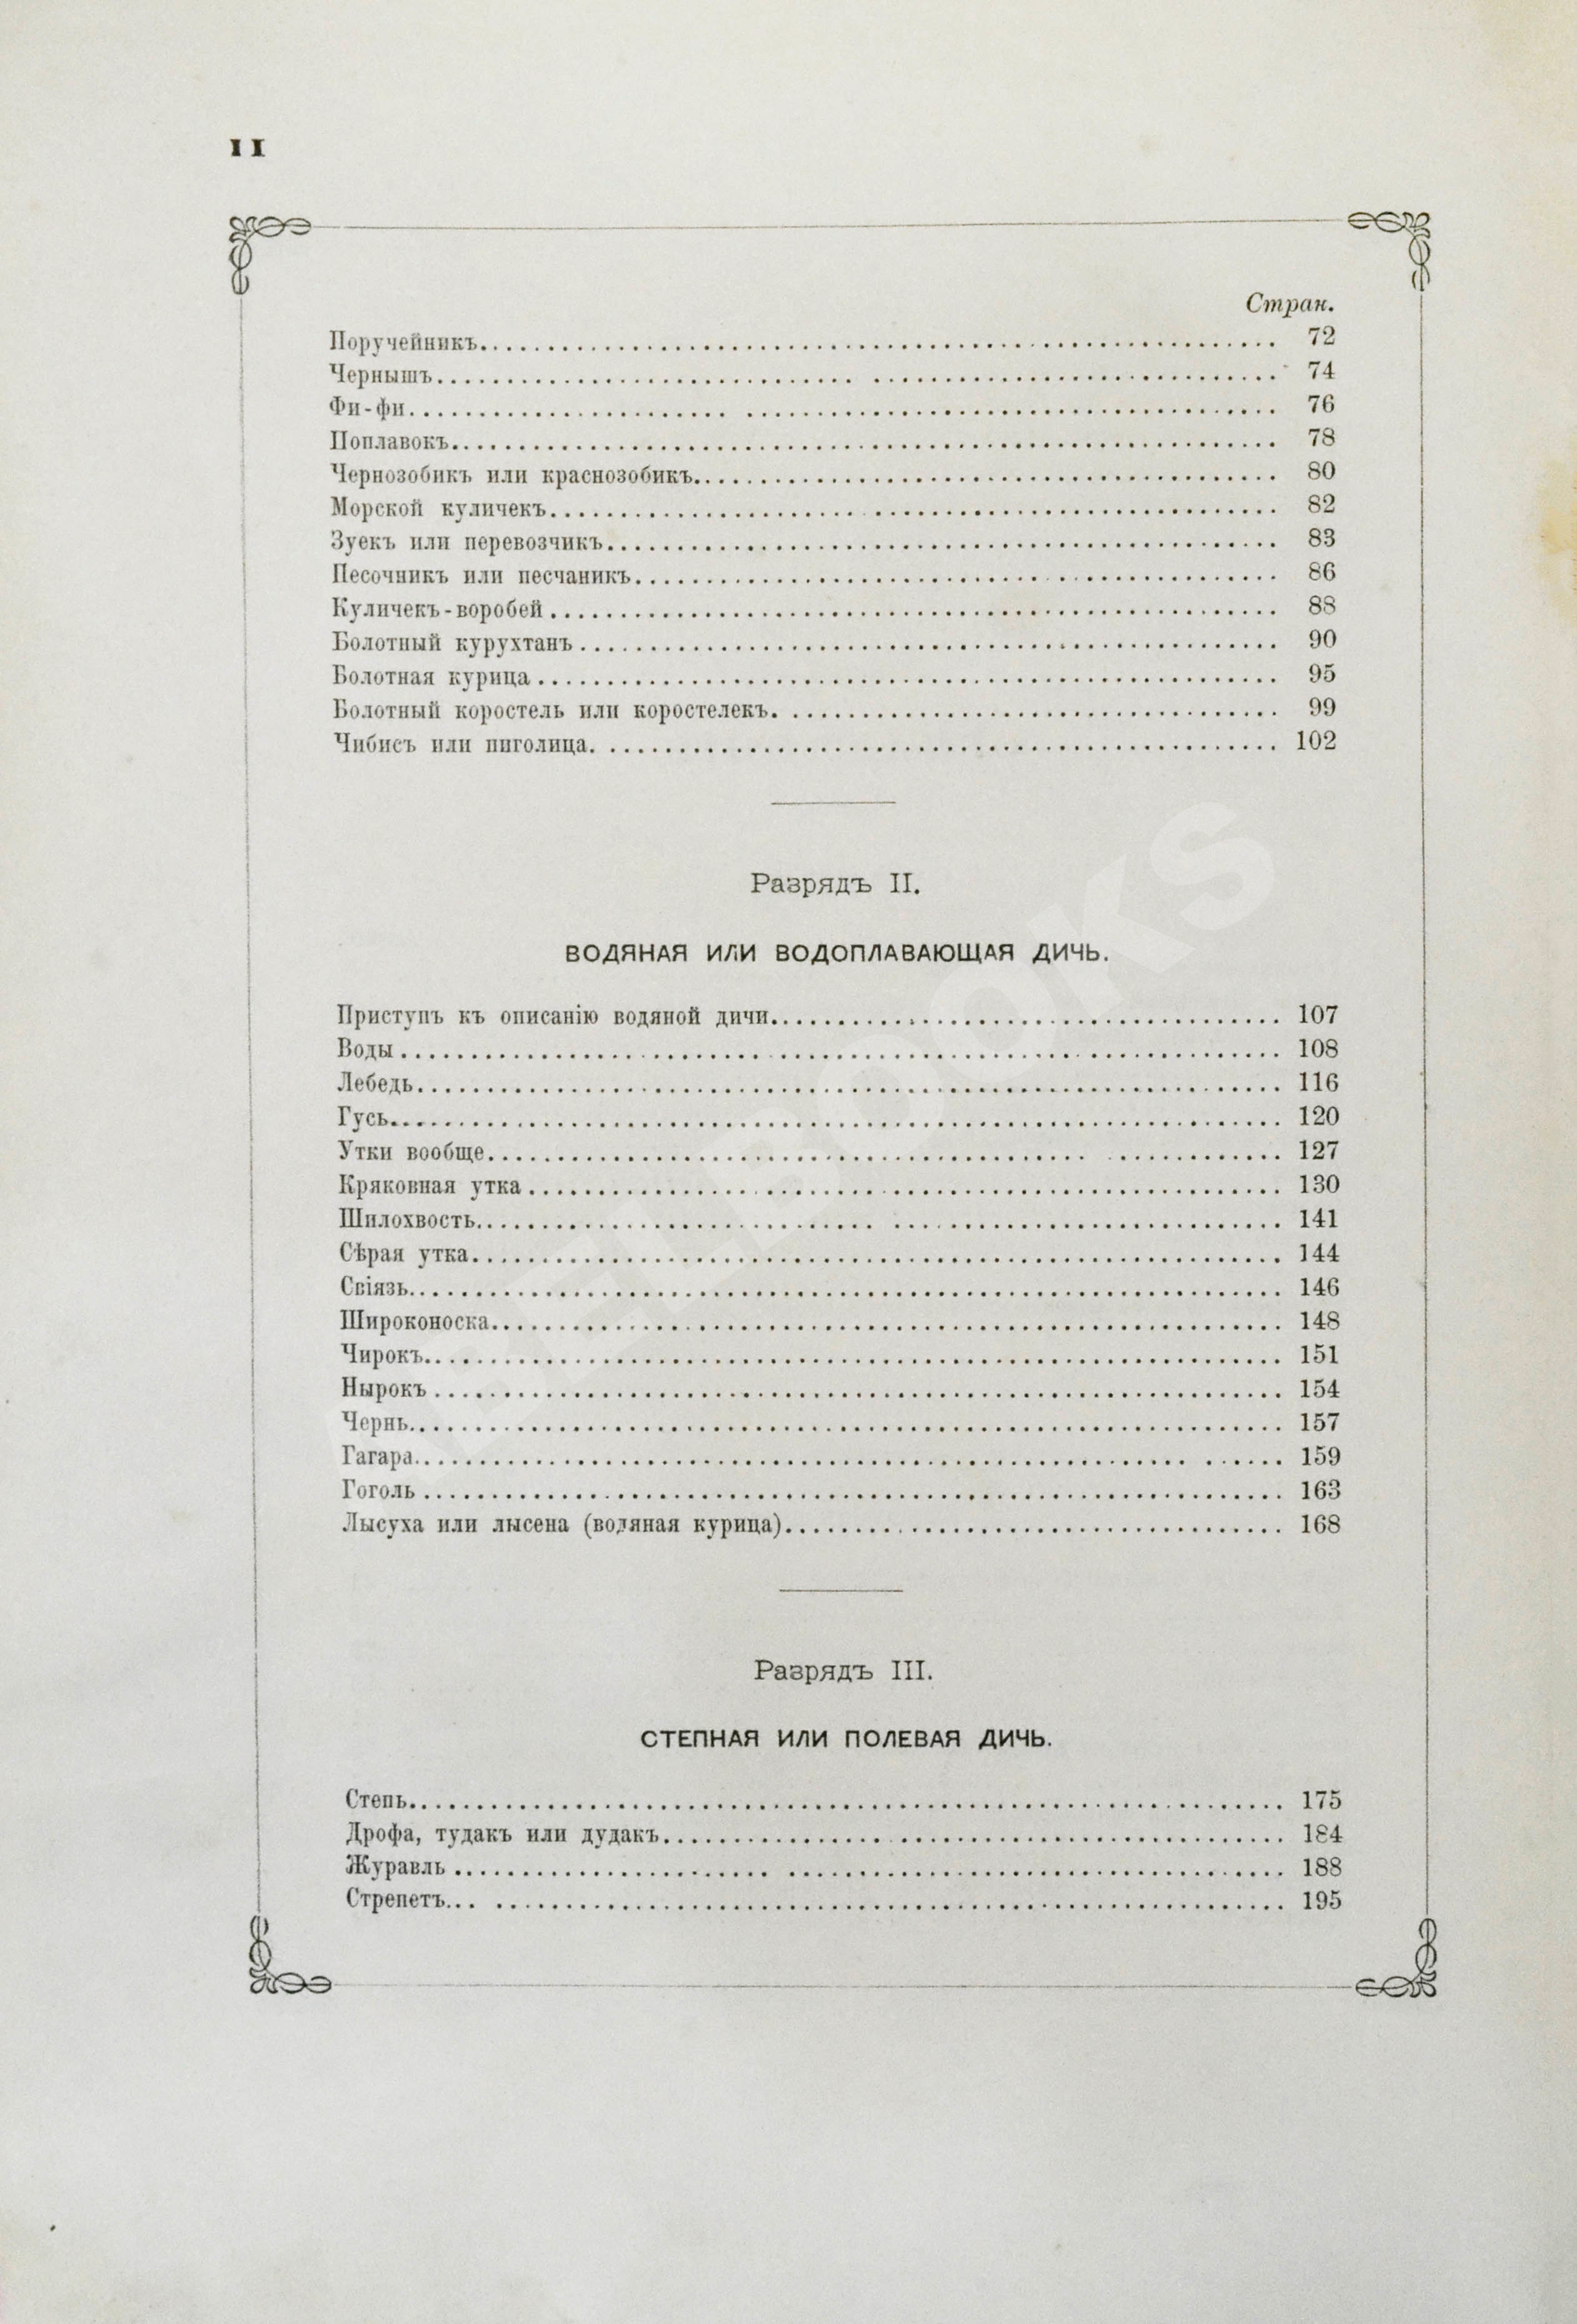 II
Стран.
Поручейникъ 72
Чернышъ 74
Фи-фи 76
Поплавокъ 78
Чернозобикъ или краснозобикъ 80
Морской куличекъ 82
Зуекъ или перевозчикъ 83
Песочникъ или песчаникъ 86
Куличекъ-воробей 88
Болотный курухтанъ 90
Болотная курица 95
Болотный коростель или коростелекъ 99
Чибисъ или пиголица 102
Разрядъ II.
ВОДЯНАЯ ИЛИ ВОДОПЛАВАЮЩАЯ ДИЧЬ.
Приступъ къ описанію водяной дичи 107
Воды 108
Лебедь 116
Гусь 120
Утки вообще 127
Кряковная утка 130
Шилохвость 141
Сѣрая утка 144
Свіязь 146
Широконоска 148
Чирокъ 151
Нырокъ 154
Чернь 157
Гагара 159
Гоголь 163
Лысуха или лысена (водяная курица) 168
Разрядъ III.
СТЕПНАЯ ИЛИ ПОЛЕВАЯ ДИЧЬ.
Степь 175
Дрофа, тудакъ или дудакъ 184
Журавль 188
Стрепетъ 195